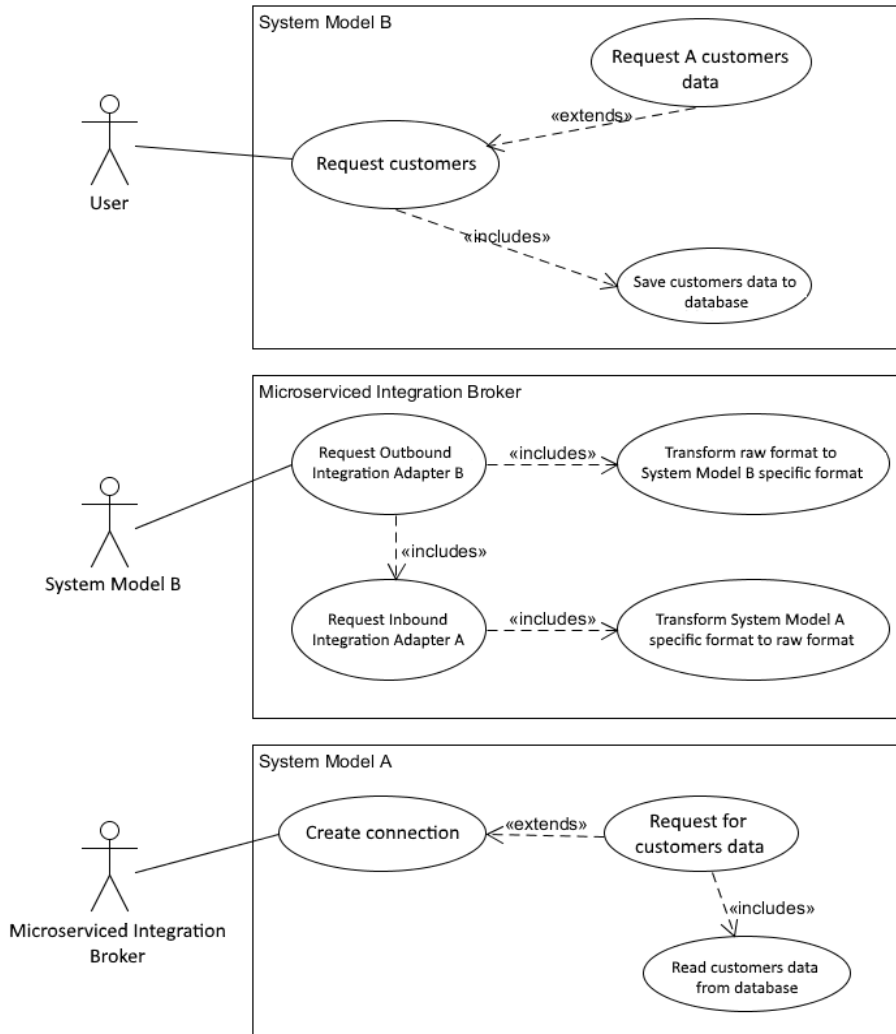 System Model B
Request A customers
data
«extends»
Request customers
User
«includes»
Save customers data to
database
Microserviced Integration Broker
Request Outbound
Integration Adapter B
«includes»
Transform raw format to
System Model B specific format
«includes»
System Model B
Request Inbound
Integration Adapter A
«includes»
Transform System Model A
specific format to raw format
System Model A
Create connection
«extends»
Request for
customers data
«includes»
Microserviced Integration
Broker
Read customers data
from database